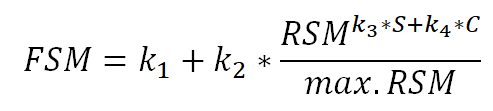 FSM = k₁ + k₂ * RSM^(k₃*S+k₄*C) / max. RSM